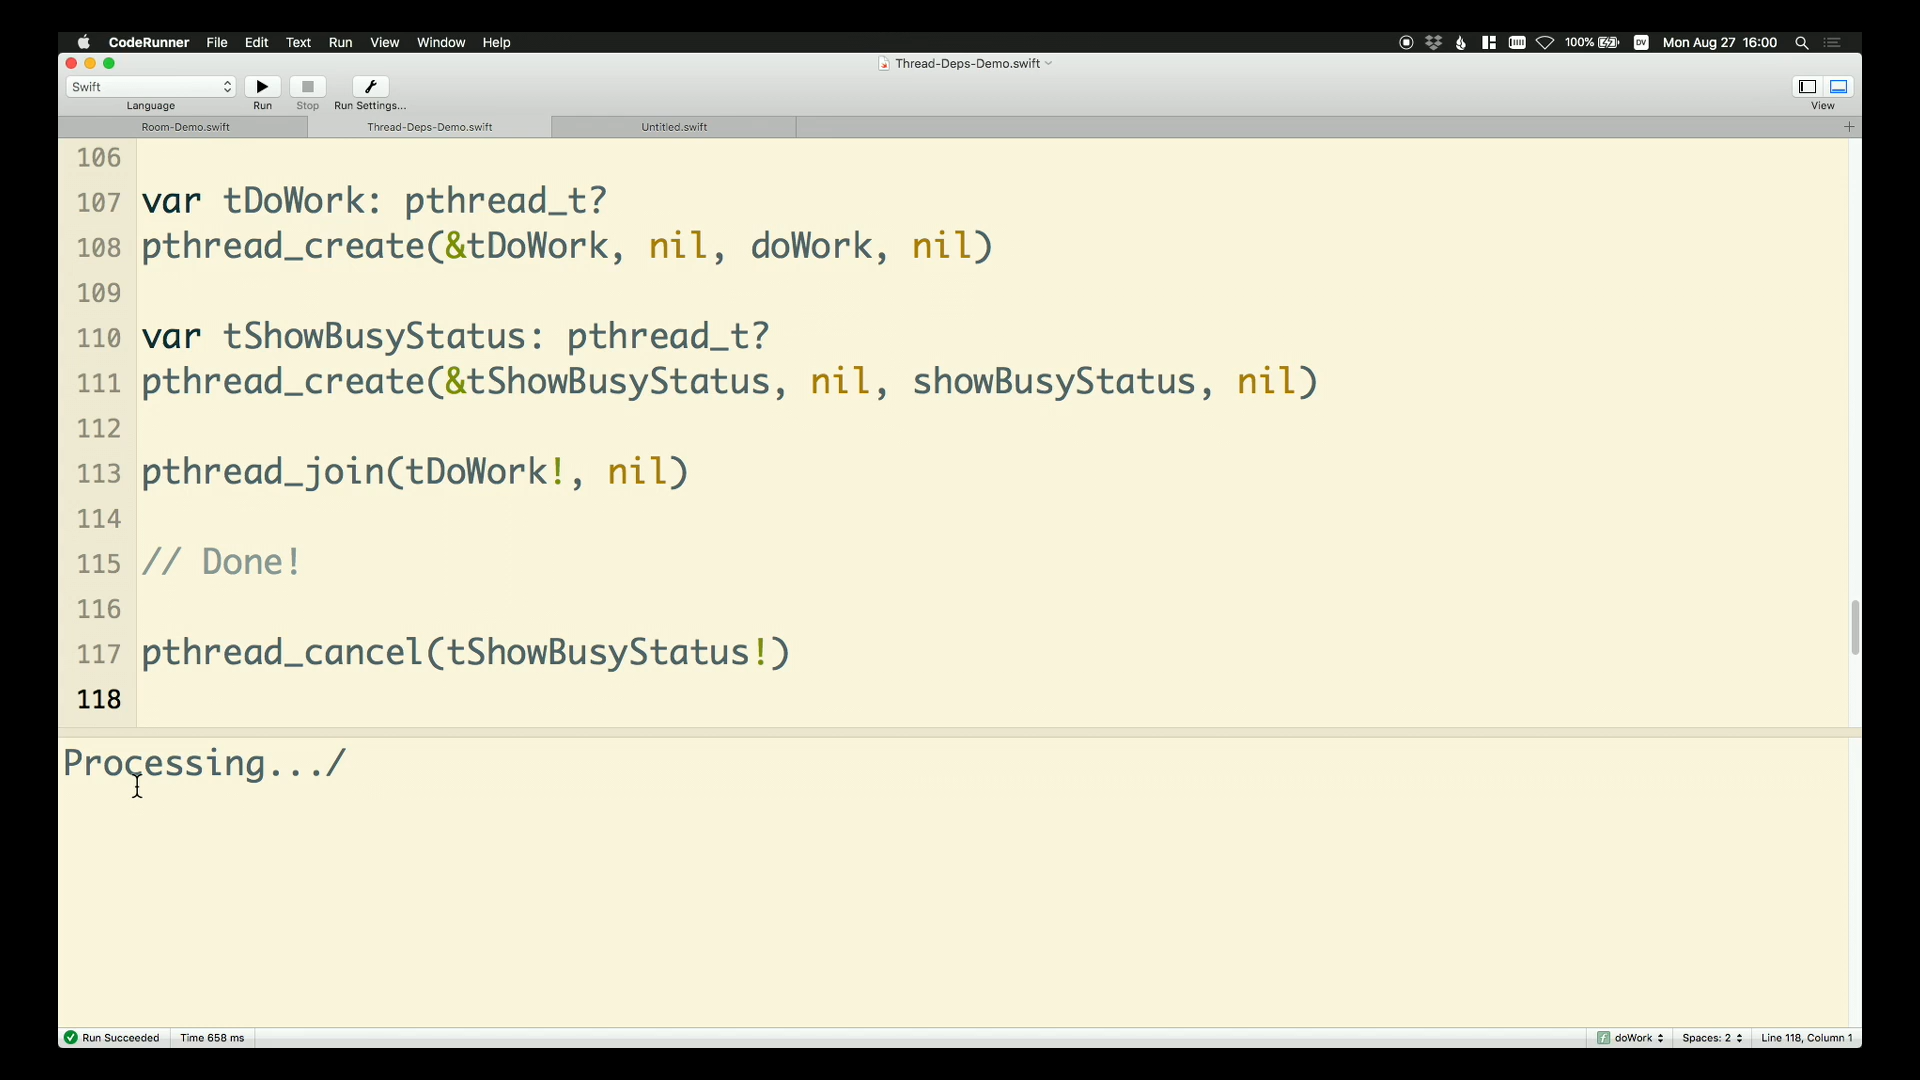 CodeRunner File Edit Text Run View Window Help 100% DV Mon Aug 27 16:00
Thread-Deps-Demo.swift
Swift
Language Run Stop Run Settings... View
Room-Demo.swift Thread-Deps-Demo.swift Untitled.swift +
106
107 var tDoWork: pthread_t?
108 pthread_create(&tDoWork, nil, doWork, nil)
109
110 var tShowBusyStatus: pthread_t?
111 pthread_create(&tShowBusyStatus, nil, showBusyStatus, nil)
112
113 pthread_join(tDoWork!, nil)
114
115 // Done!
116
117 pthread_cancel(tShowBusyStatus!)
118
Processing.../
Run Succeeded Time 658 ms f doWork Spaces: 2 Line 118, Column 1